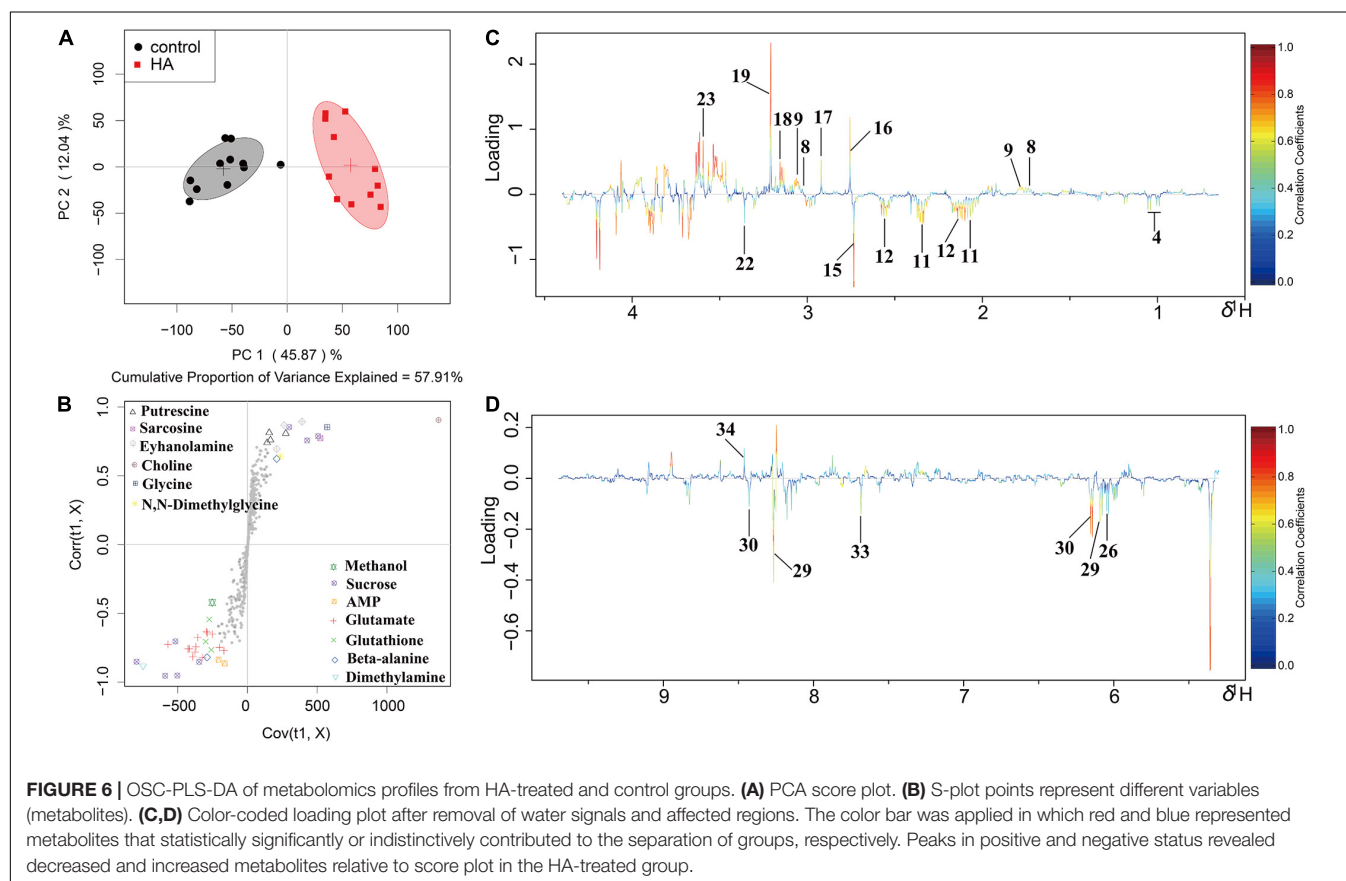 A
control
HA
100
50
0
−50
−100
PC 2 ( 12.04 )%
−100
−50
0
50
100
PC 1 ( 45.87 ) %
Cumulative Proportion of Variance Explained = 57.91%
B
Putrescine
Sarcosine
Eyhanolamine
Choline
Glycine
N,N-Dimethylglycine
Methanol
Sucrose
AMP
Glutamate
Glutathione
Beta-alanine
Dimethylamine
1.0
0.5
0.0
−0.5
−1.0
Corr(t1, X)
−500
0
500
1000
Cov(t1, X)
C
2
1
0
−1
Loading
23
19
18
9
8
17
16
9
8
22
15
12
11
12
11
4
4
3
2
1
δ¹H
1.0
0.8
0.6
0.4
0.2
0.0
Correlation Coefficients
D
0.2
0.0
−0.2
−0.4
−0.6
Loading
34
30
29
33
30
29
26
9
8
7
6
δ¹H
1.0
0.8
0.6
0.4
0.2
0.0
Correlation Coefficients
FIGURE 6 | OSC-PLS-DA of metabolomics profiles from HA-treated and control groups. (A) PCA score plot. (B) S-plot points represent different variables
(metabolites). (C,D) Color-coded loading plot after removal of water signals and affected regions. The color bar was applied in which red and blue represented
metabolites that statistically significantly or indistinctively contributed to the separation of groups, respectively. Peaks in positive and negative status revealed
decreased and increased metabolites relative to score plot in the HA-treated group.